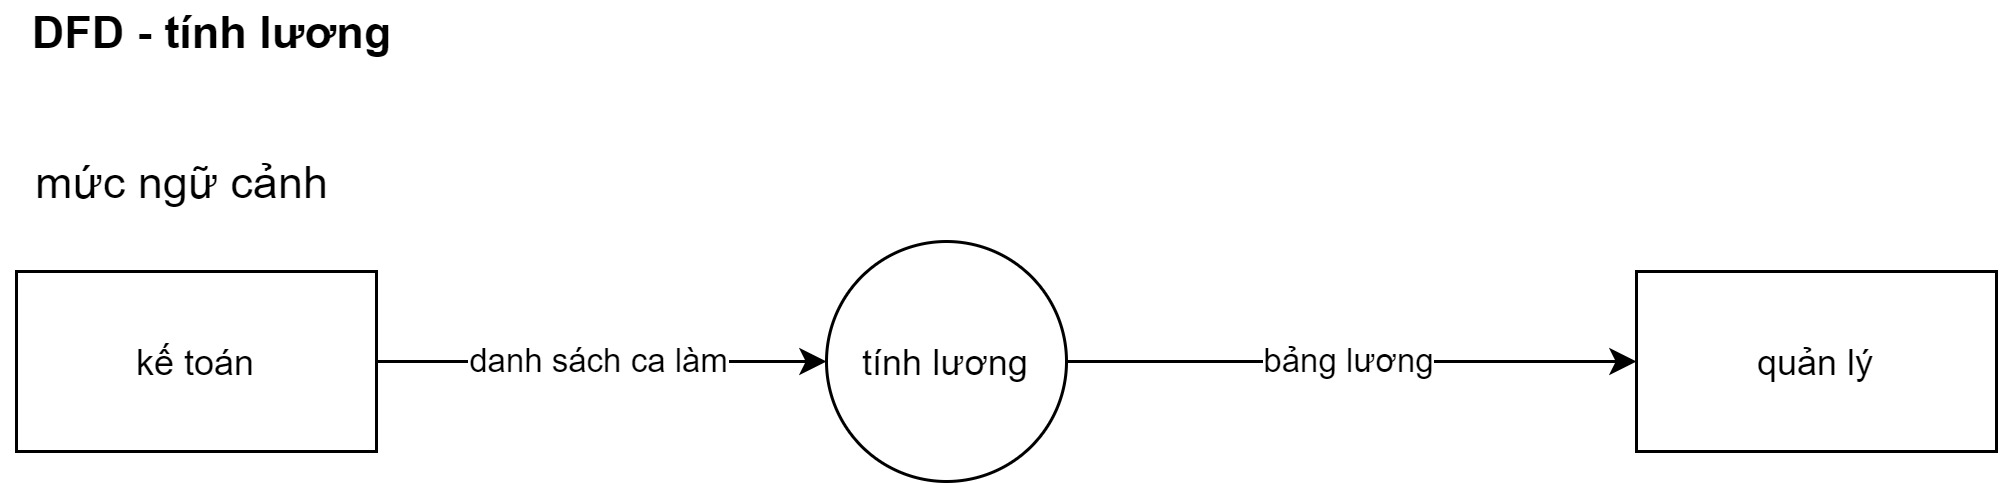 DFD - tính lương
mức ngữ cảnh
kế toán
danh sách ca làm
tính lương
bảng lương
quản lý